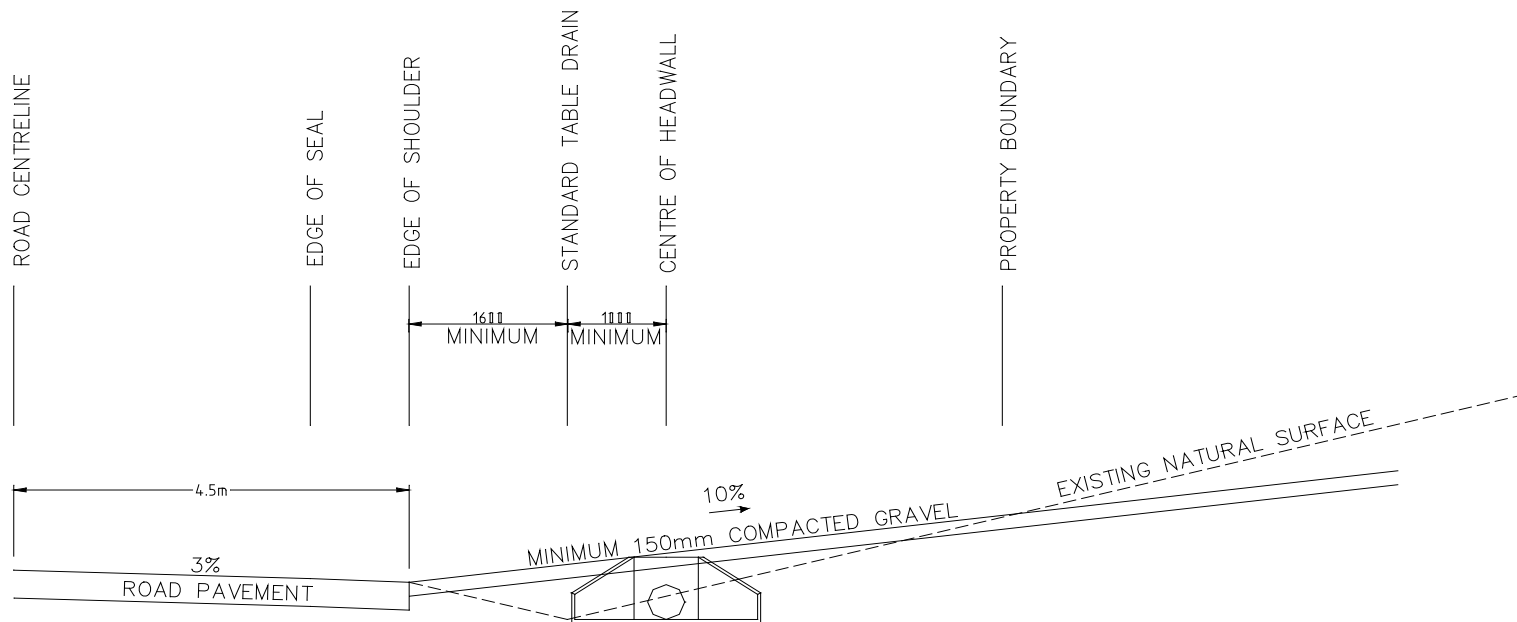 ROAD CENTRELINE
EDGE OF SEAL
EDGE OF SHOULDER
STANDARD TABLE DRAIN
CENTRE OF HEADWALL
PROPERTY BOUNDARY
1600
MINIMUM
1000
MINIMUM
4.5m
3%
ROAD PAVEMENT
10%
MINIMUM 150mm COMPACTED GRAVEL
EXISTING NATURAL SURFACE